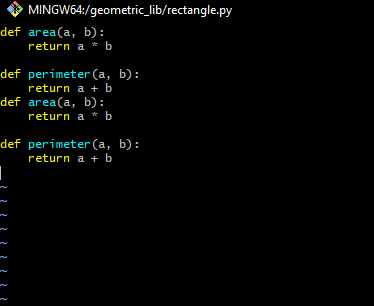 MINGW64:/geometric_lib/rectangle.py
def area(a, b):
    return a * b

def perimeter(a, b):
    return a + b
def area(a, b):
    return a * b

def perimeter(a, b):
    return a + b

~
~
~
~
~
~
~
~
~